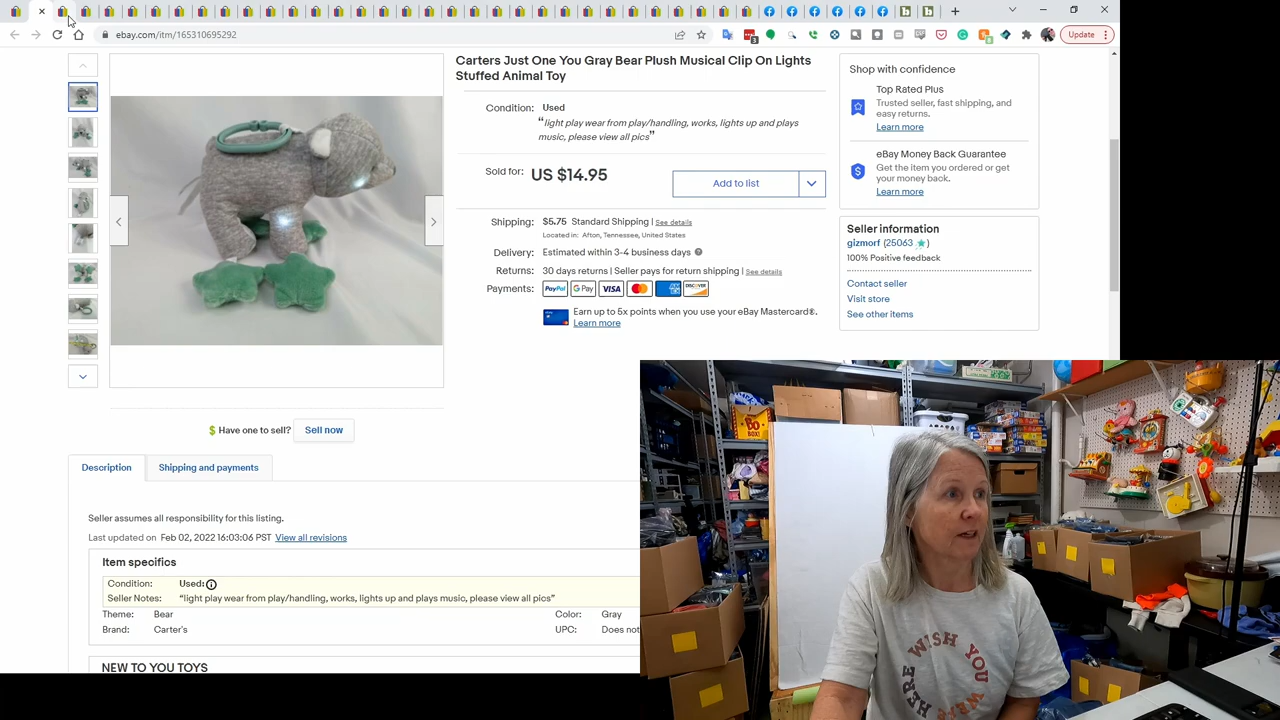 ebay.com/itm/165310695292
Update
Carters Just One You Gray Bear Plush Musical Clip On Lights
Stuffed Animal Toy
Condition: Used
“light play wear from play/handling, works, lights up and plays
music, please view all pics”
Sold for: US $14.95
Add to list
Shipping: $5.75 Standard Shipping | See details
Located in: Afton, Tennessee, United States
Delivery: Estimated within 3-4 business days
Returns: 30 days returns | Seller pays for return shipping | See details
Payments: PayPal G Pay VISA DISCOVER
Earn up to 5x points when you use your eBay Mastercard®.
Learn more
Shop with confidence
Top Rated Plus
Trusted seller, fast shipping, and
easy returns.
Learn more
eBay Money Back Guarantee
Get the item you ordered or get
your money back.
Learn more
Seller information
gizmorf (25063 )
100% Positive feedback
Contact seller
Visit store
See other items
$ Have one to sell? Sell now
Description
Shipping and payments
Seller assumes all responsibility for this listing.
Last updated on Feb 02, 2022 16:03:06 PST View all revisions
Item specifics
Condition: Used:
Seller Notes: “light play wear from play/handling, works, lights up and plays music, please view all pics”
Theme: Bear Color: Gray
Brand: Carter's UPC: Does not
NEW TO YOU TOYS
WISH YOU
WERE HERE